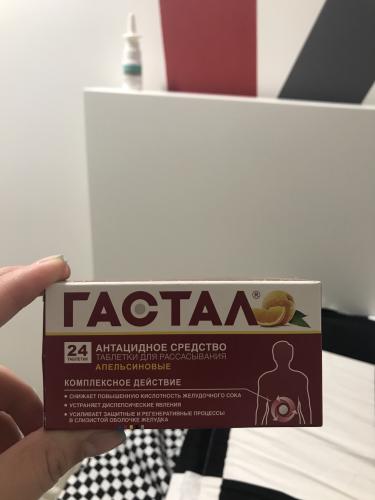 ГАСТАЛ®
24
ТАБЛЕТКИ
АНТАЦИДНОЕ СРЕДСТВО
ТАБЛЕТКИ ДЛЯ РАССАСЫВАНИЯ
АПЕЛЬСИНОВЫЕ
КОМПЛЕКСНОЕ ДЕЙСТВИЕ
• СНИЖАЕТ ПОВЫШЕННУЮ КИСЛОТНОСТЬ ЖЕЛУДОЧНОГО СОКА
• УСТРАНЯЕТ ДИСПЕПСИЧЕСКИЕ ЯВЛЕНИЯ
• УСИЛИВАЕТ ЗАЩИТНЫЕ И РЕГЕНЕРАТИВНЫЕ ПРОЦЕССЫ
В СЛИЗИСТОЙ ОБОЛОЧКЕ ЖЕЛУДКА